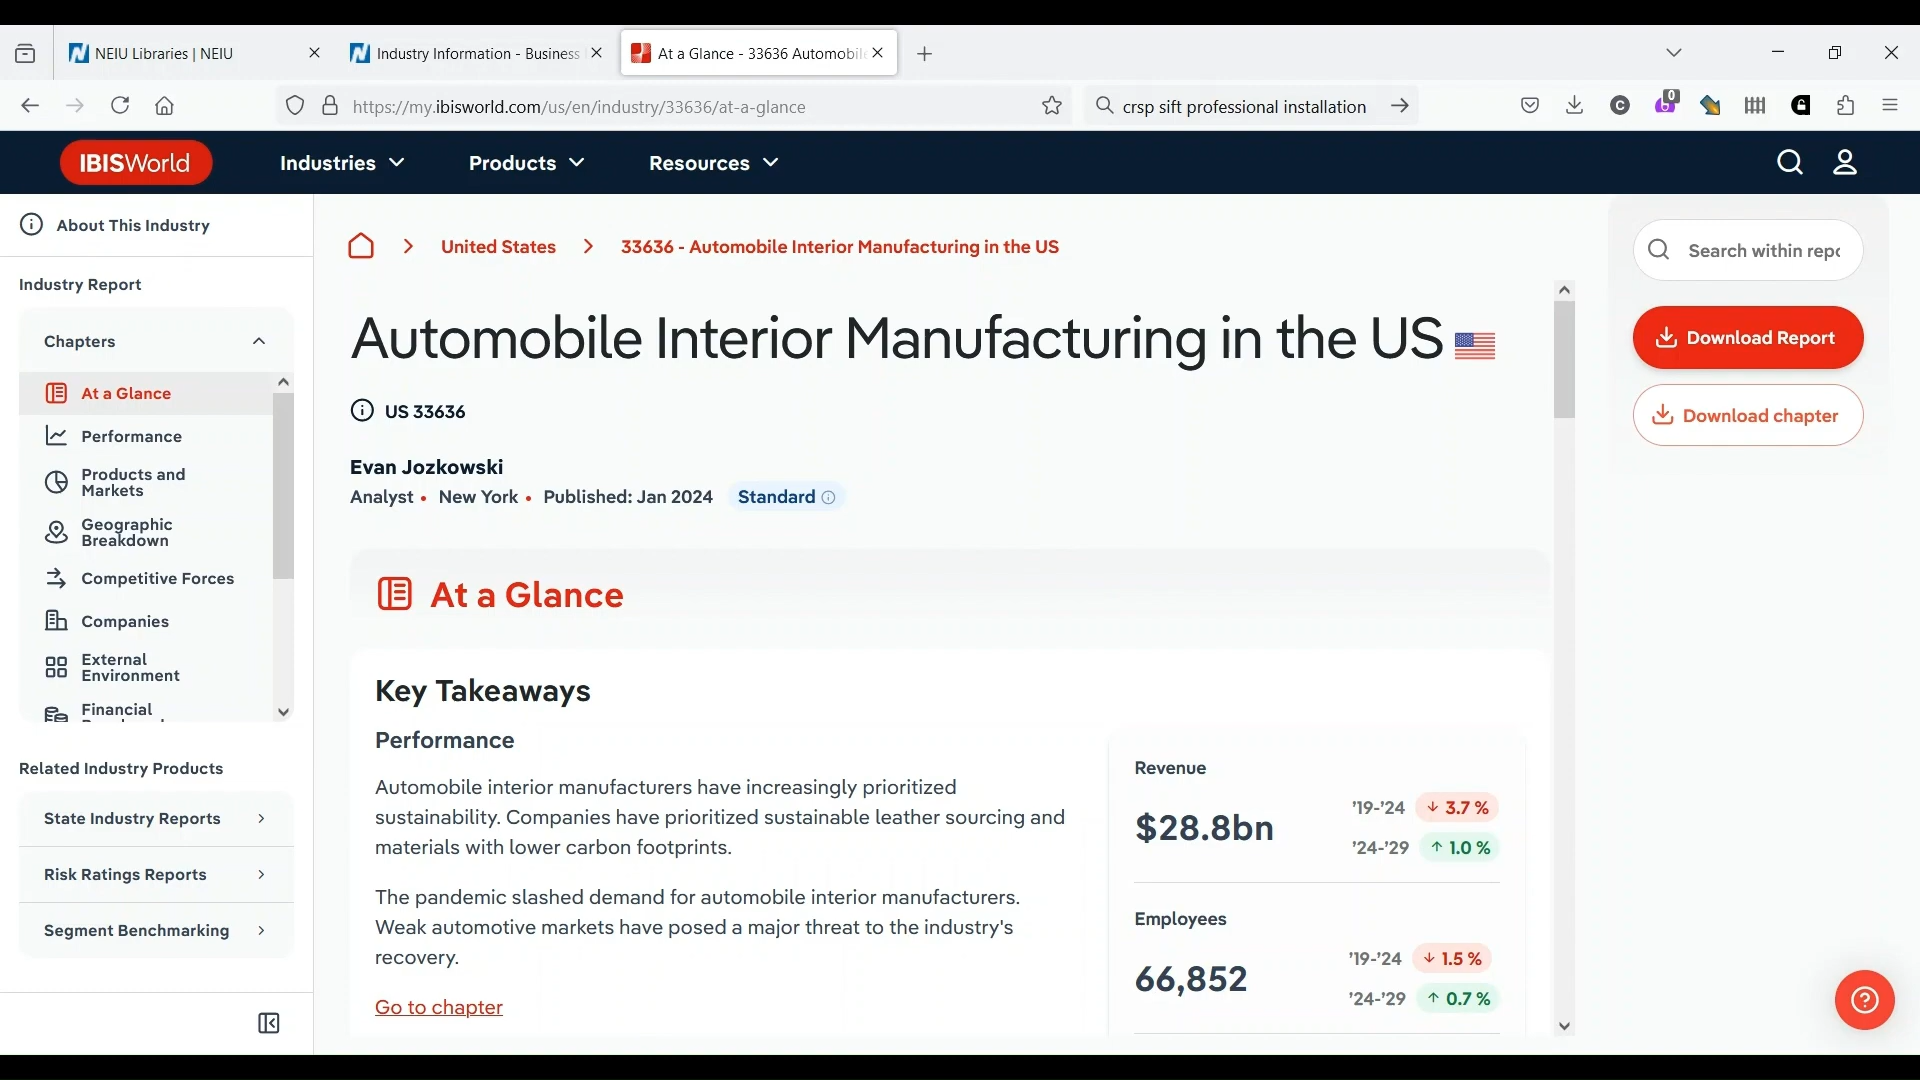 NEIU Libraries | NEIU
Industry Information - Business
At a Glance - 33636 Automobile
https://my.ibisworld.com/us/en/industry/33636/at-a-glance
crsp sift professional installation
C
0
IBISWorld
Industries
Products
Resources
About This Industry
Industry Report
Chapters
At a Glance
Performance
Products and
Markets
Geographic
Breakdown
Competitive Forces
Companies
External
Environment
Financial
Related Industry Products
State Industry Reports
Risk Ratings Reports
Segment Benchmarking
United States
33636 - Automobile Interior Manufacturing in the US
Automobile Interior Manufacturing in the US
US 33636
Evan Jozkowski
Analyst • New York • Published: Jan 2024 Standard
At a Glance
Key Takeaways
Performance
Automobile interior manufacturers have increasingly prioritized
sustainability. Companies have prioritized sustainable leather sourcing and
materials with lower carbon footprints.
The pandemic slashed demand for automobile interior manufacturers.
Weak automotive markets have posed a major threat to the industry's
recovery.
Go to chapter
Revenue
$28.8bn
'19-'24 ↓ 3.7 %
'24-'29 ↑ 1.0 %
Employees
66,852
'19-'24 ↓ 1.5 %
'24-'29 ↑ 0.7 %
Search within repo
Download Report
Download chapter